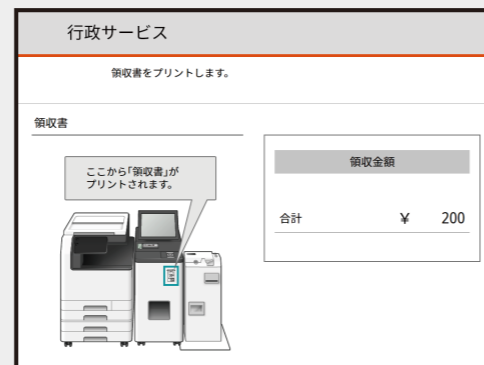 行政サービス
領収書をプリントします。
領収書
ここから「領収書」が
プリントされます。
領収金額
合計 ¥ 200